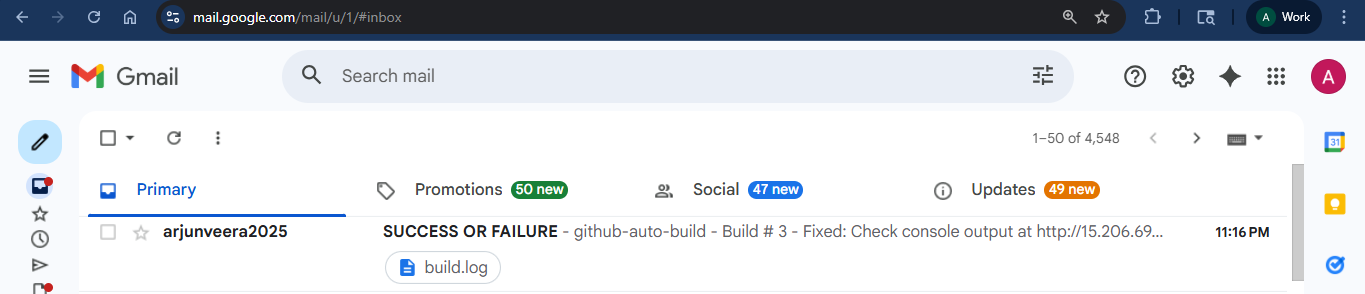 mail.google.com/mail/u/1/#inbox
A Work
Gmail
Search mail
A
1–50 of 4,548
31
Primary
Promotions 50 new
Social 47 new
Updates 49 new
arjunveera2025 SUCCESS OR FAILURE - github-auto-build - Build # 3 - Fixed: Check console output at http://15.206.69... 11:16 PM
build.log